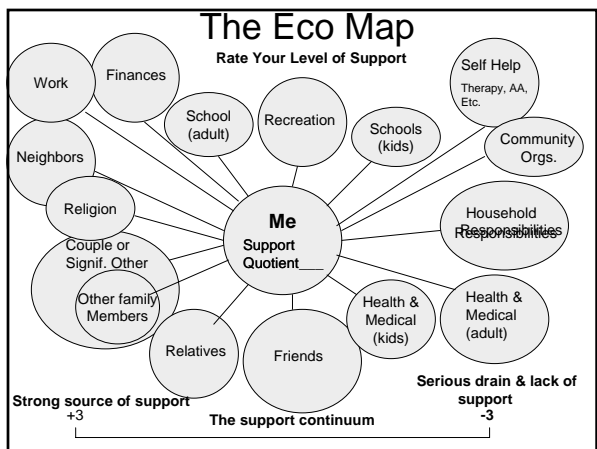 The Eco Map
Rate Your Level of Support
Work
Finances
School
(adult)
Recreation
Schools
(kids)
Self Help
Therapy, AA,
Etc.
Community
Orgs.
Neighbors
Religion
Me
Support
Quotient___
Household
Responsibilities
Responsibilities
Couple or
Signif. Other
Other family
Members
Relatives
Friends
Health &
Medical
(kids)
Health &
Medical
(adult)
Strong source of support
+3
The support continuum
Serious drain & lack of
support
-3